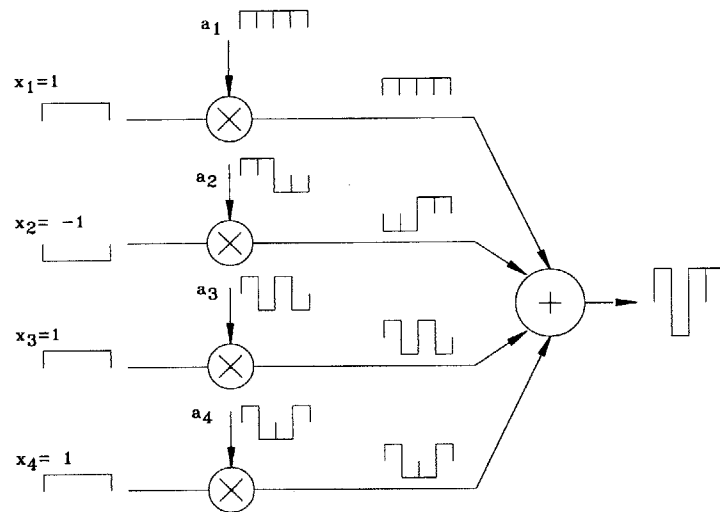 a1
x1=1
a2
x2= -1
a3
x3=1
a4
x4= 1
+